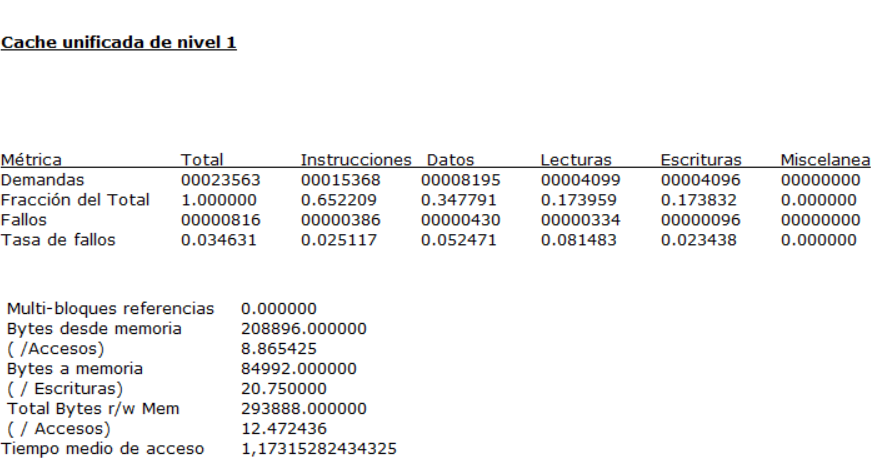 Cache unificada de nivel 1
Métrica Total Instrucciones Datos Lecturas Escrituras Miscelanea
Demandas 00023563 00015368 00008195 00004099 00004096 00000000
Fracción del Total 1.000000 0.652209 0.347791 0.173959 0.173832 0.000000
Fallos 00000816 00000386 00000430 00000334 00000096 00000000
Tasa de fallos 0.034631 0.025117 0.052471 0.081483 0.023438 0.000000
Multi-bloques referencias 0.000000
Bytes desde memoria 208896.000000
( /Accesos) 8.865425
Bytes a memoria 84992.000000
( / Escrituras) 20.750000
Total Bytes r/w Mem 293888.000000
( / Accesos) 12.472436
Tiempo medio de acceso 1,17315282434325